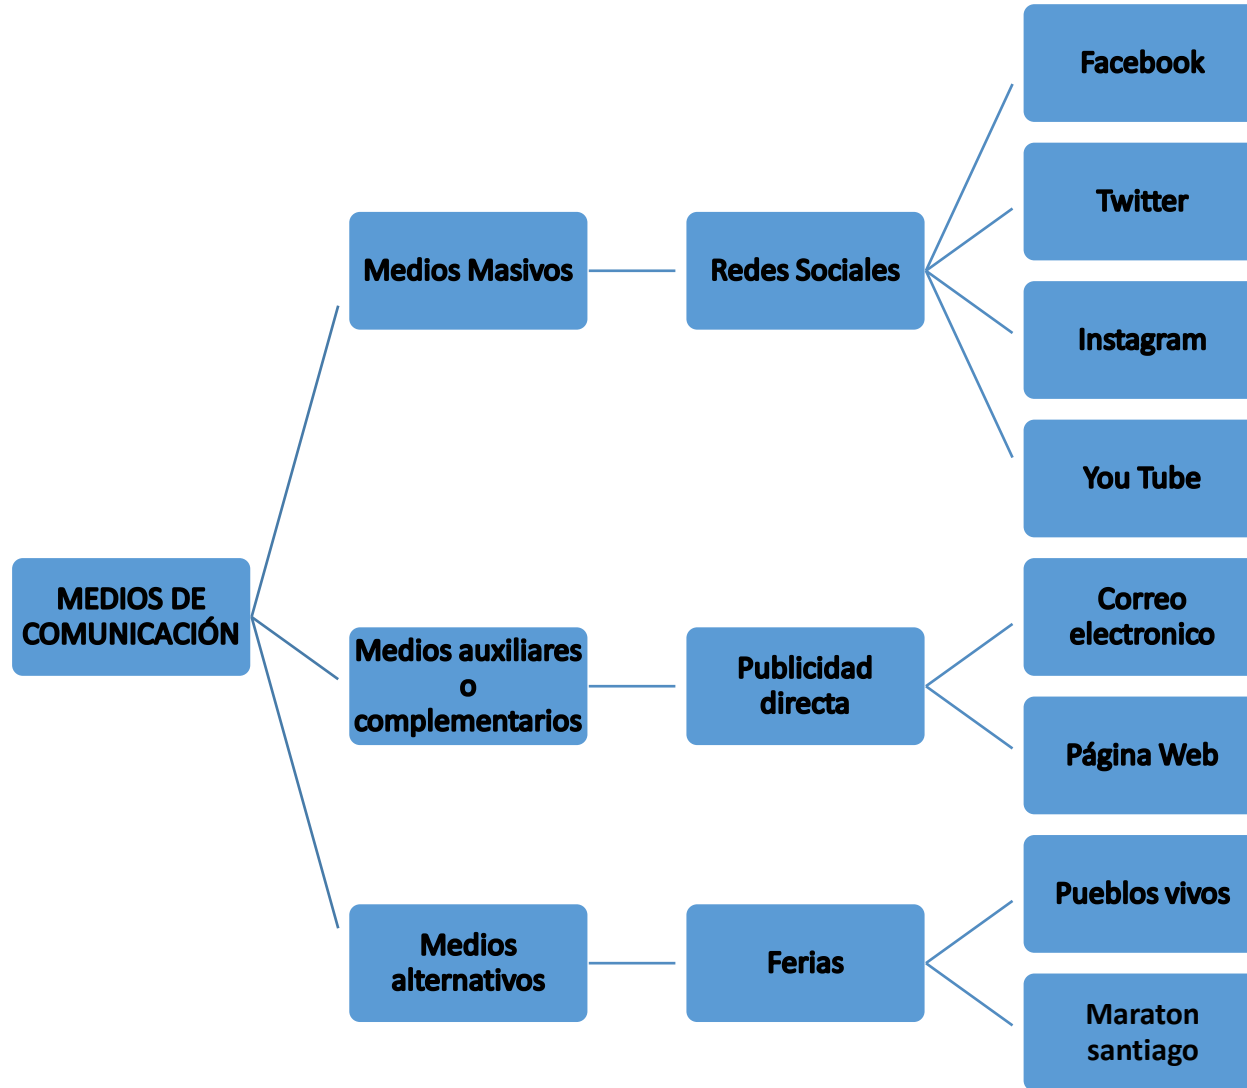 Facebook
Twitter
Medios Masivos
Redes Sociales
Instagram
You Tube
MEDIOS DE
COMUNICACIÓN
Correo
electronico
Medios auxiliares
o
complementarios
Publicidad
directa
Página Web
Pueblos vivos
Medios
alternativos
Ferias
Maraton
santiago